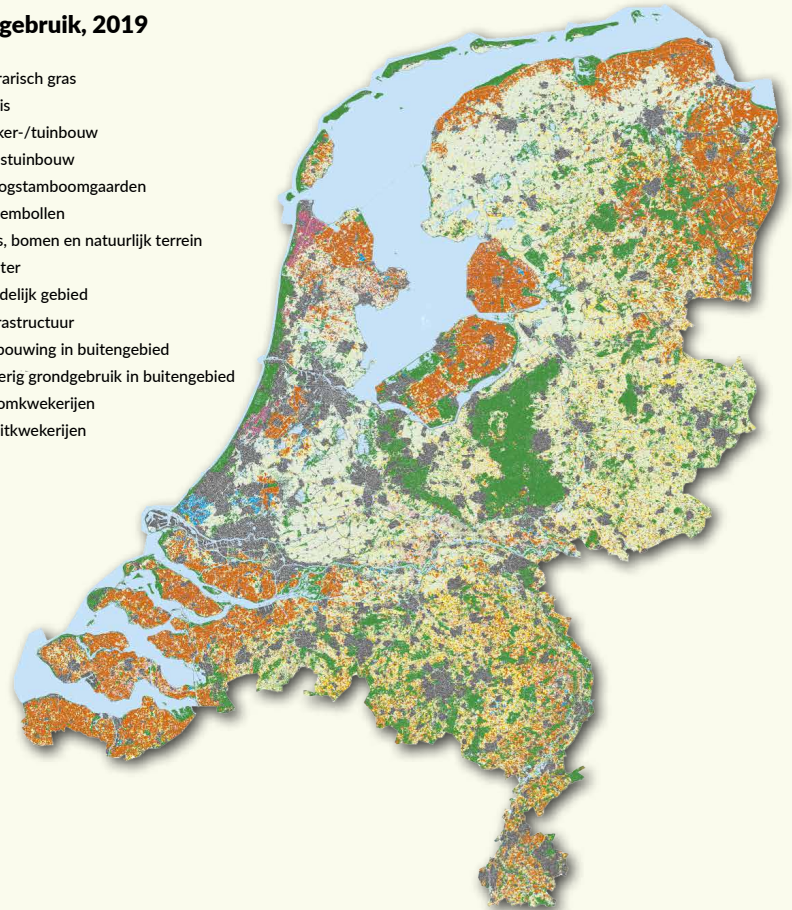 gebruik, 2019
rarisch gras
is
ker-/tuinbouw
stuinbouw
ogstamboomgaarden
embollen
s, bomen en natuurlijk terrein
ter
delijk gebied
rastructuur
bouwing in buitengebied
erig grondgebruik in buitengebied
omkwekerijen
itkwekerijen